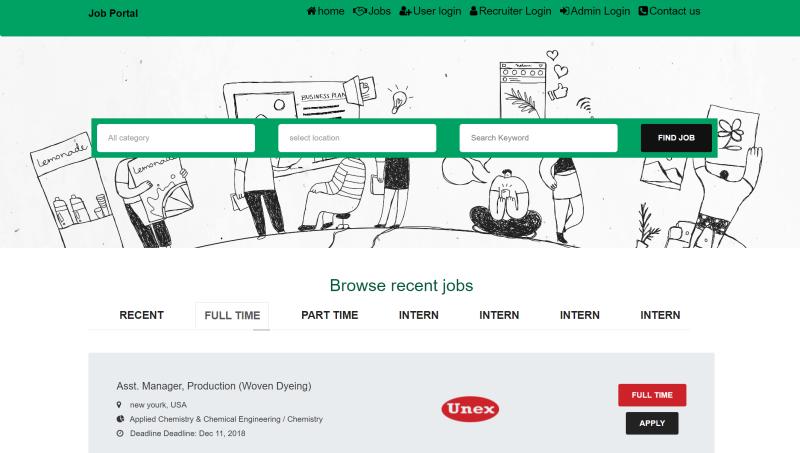 Job Portal
home Jobs User login Recruiter Login Admin Login Contact us
BUSINESS PLAN
Lemonade
Lemonade
All category select location Search Keyword FIND JOB
Browse recent jobs
RECENT FULL TIME PART TIME INTERN INTERN INTERN INTERN
Asst. Manager, Production (Woven Dyeing)
new yourk, USA
Applied Chemistry & Chemical Engineering / Chemistry
Deadline Deadline: Dec 11, 2018
Unex
FULL TIME
APPLY